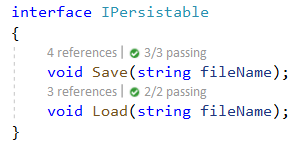 interface IPersistable
{
4 references | 3/3 passing
void Save(string fileName);
3 references | 2/2 passing
void Load(string fileName);
}